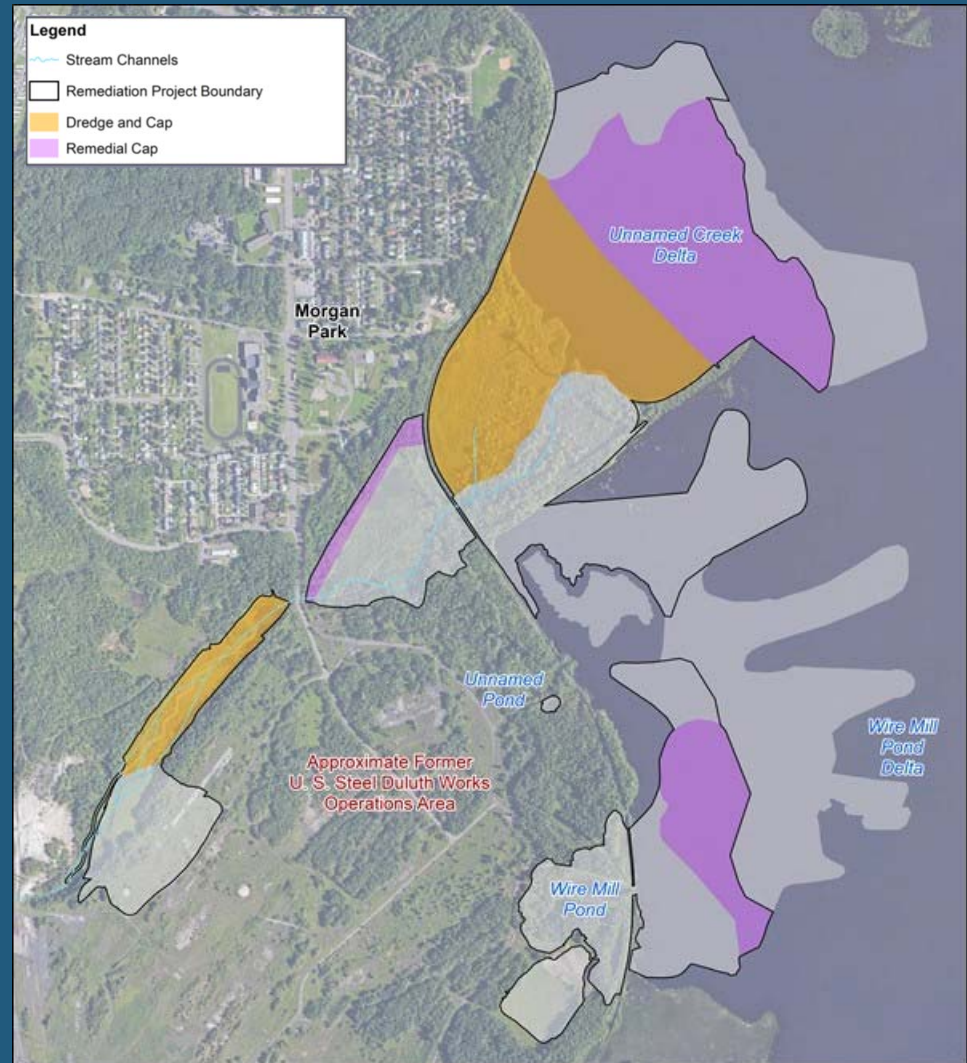 Legend
Stream Channels
Remediation Project Boundary
Dredge and Cap
Remedial Cap
Unnamed Creek
Delta
Morgan
Park
Unnamed
Pond
Approximate Former
U. S. Steel Duluth Works
Operations Area
Wire Mill
Pond
Delta
Wire Mill
Pond